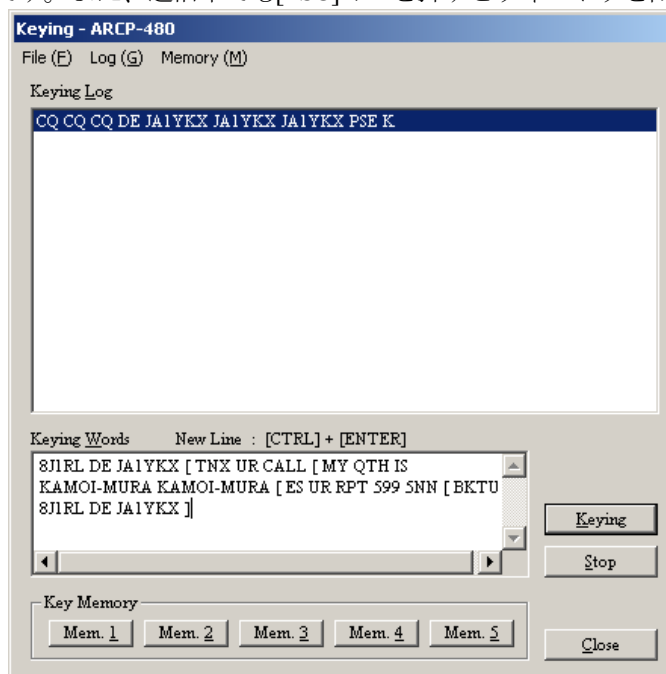 Keying - ARCP-480
File (F) Log (G) Memory (M)
Keying Log
CQ CQ CQ DE JA1YKX JA1YKX JA1YKX PSE K
Keying Words New Line : [CTRL] + [ENTER]
8J1RL DE JA1YKX [ TNX UR CALL [ MY QTH IS
KAMOI-MURA KAMOI-MURA [ ES UR RPT 599 5NN [ BKTU
8J1RL DE JA1YKX ]
Keying
Stop
Key Memory
Mem. 1 Mem. 2 Mem. 3 Mem. 4 Mem. 5
Close